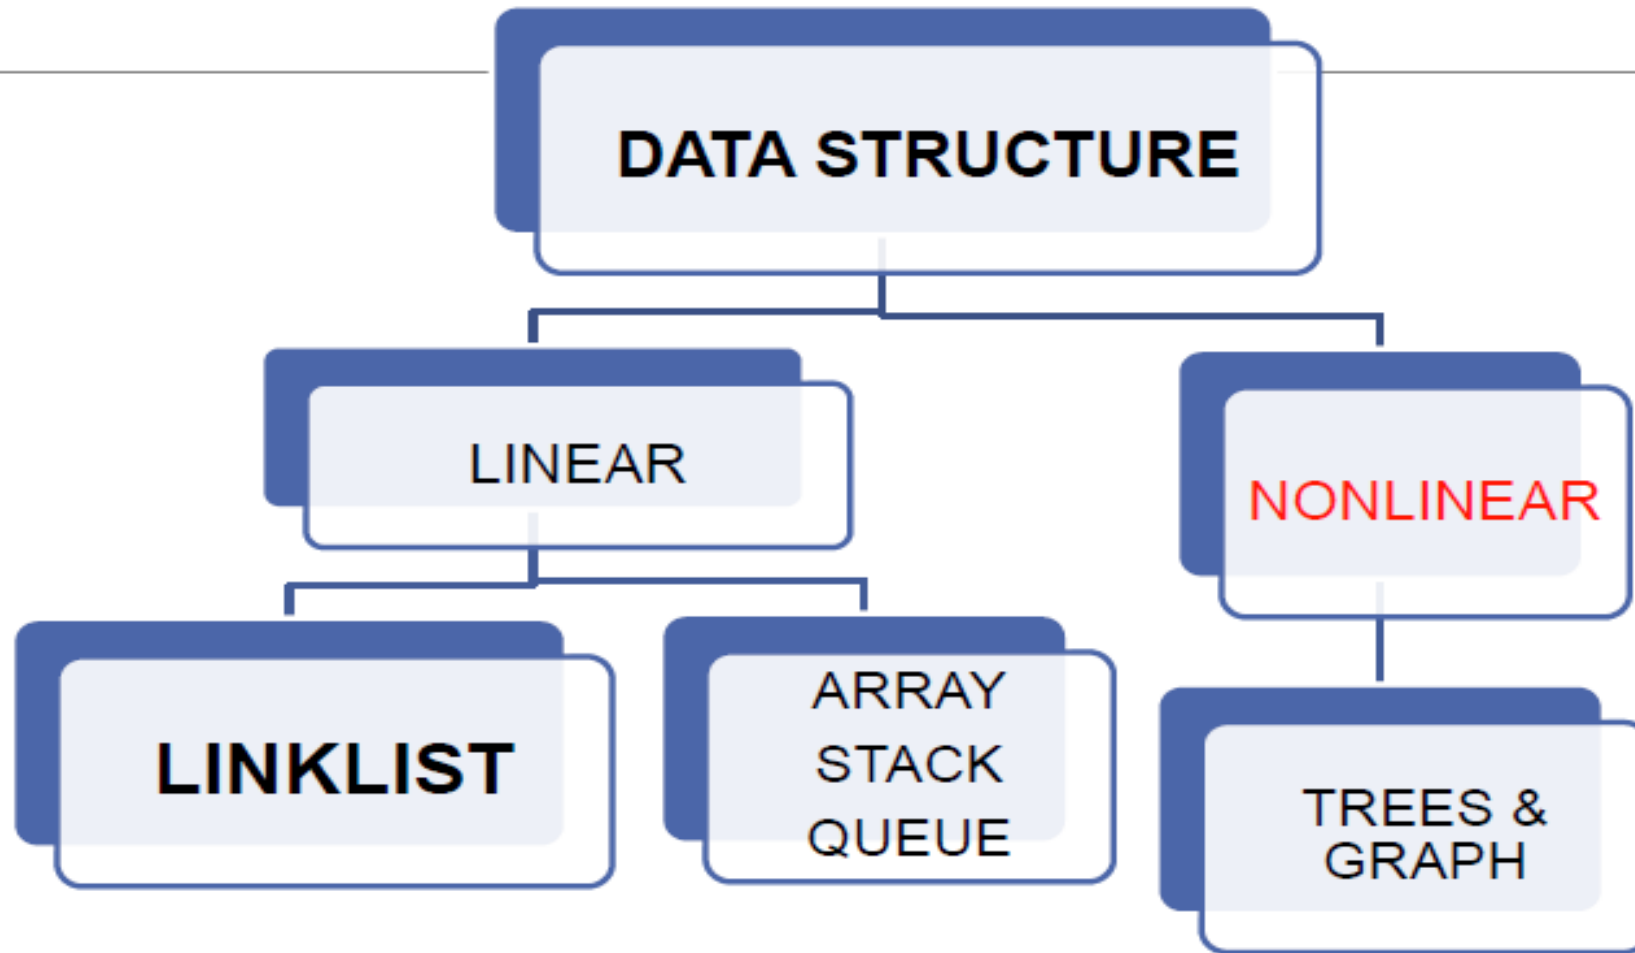 DATA STRUCTURE
LINEAR
NONLINEAR
LINKLIST
ARRAY
STACK
QUEUE
TREES &
GRAPH